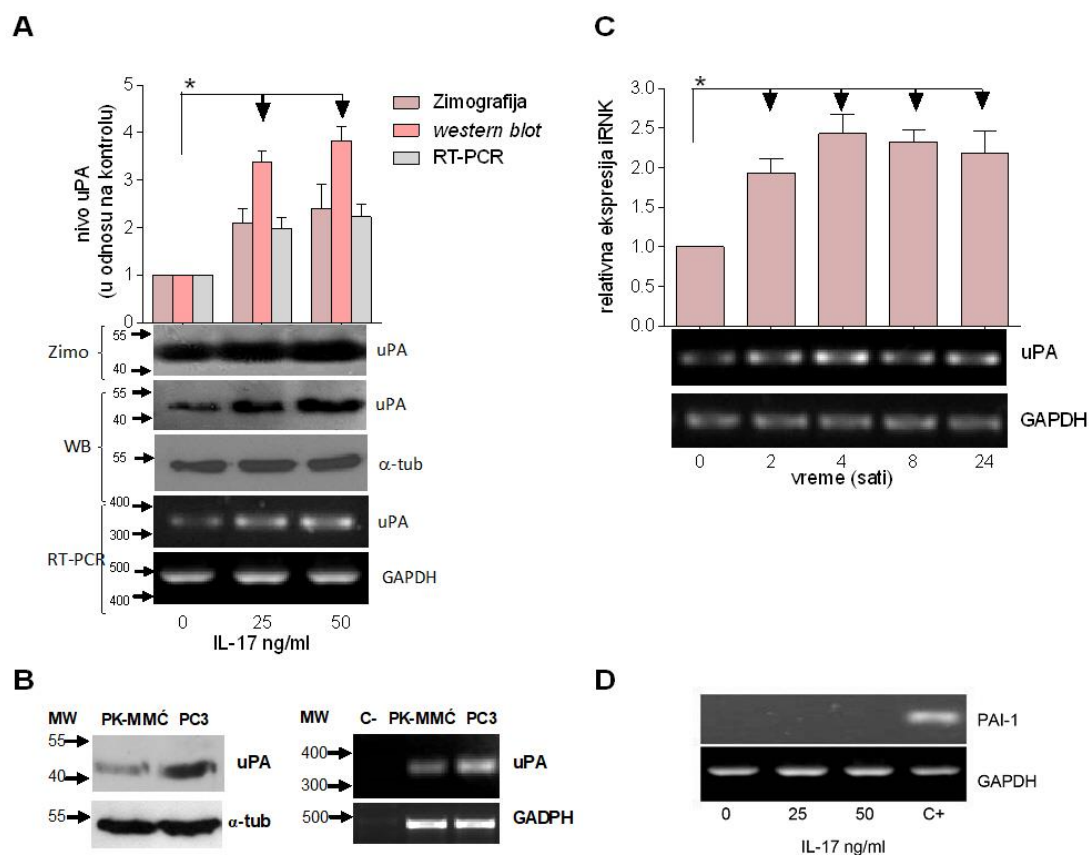 A
5
4
3
2
1
0
nivo uPA
(u odnosu na kontrolu)
*
Zimografija
western blot
RT-PCR
Zimo
55
40
uPA
WB
55
40
uPA
55
α-tub
RT-PCR
400
300
uPA
500
400
GAPDH
0 25 50
IL-17 ng/ml
C
3.0
2.5
2.0
1.5
1.0
0.5
0.0
relativna ekspresija iRNK
*
uPA
GAPDH
0 2 4 8 24
vreme (sati)
B
MW PK-MMĆ PC3
55
40
uPA
55
α-tub
MW C- PK-MMĆ PC3
400
300
uPA
500
GADPH
D
PAI-1
GAPDH
0 25 50 C+
IL-17 ng/ml